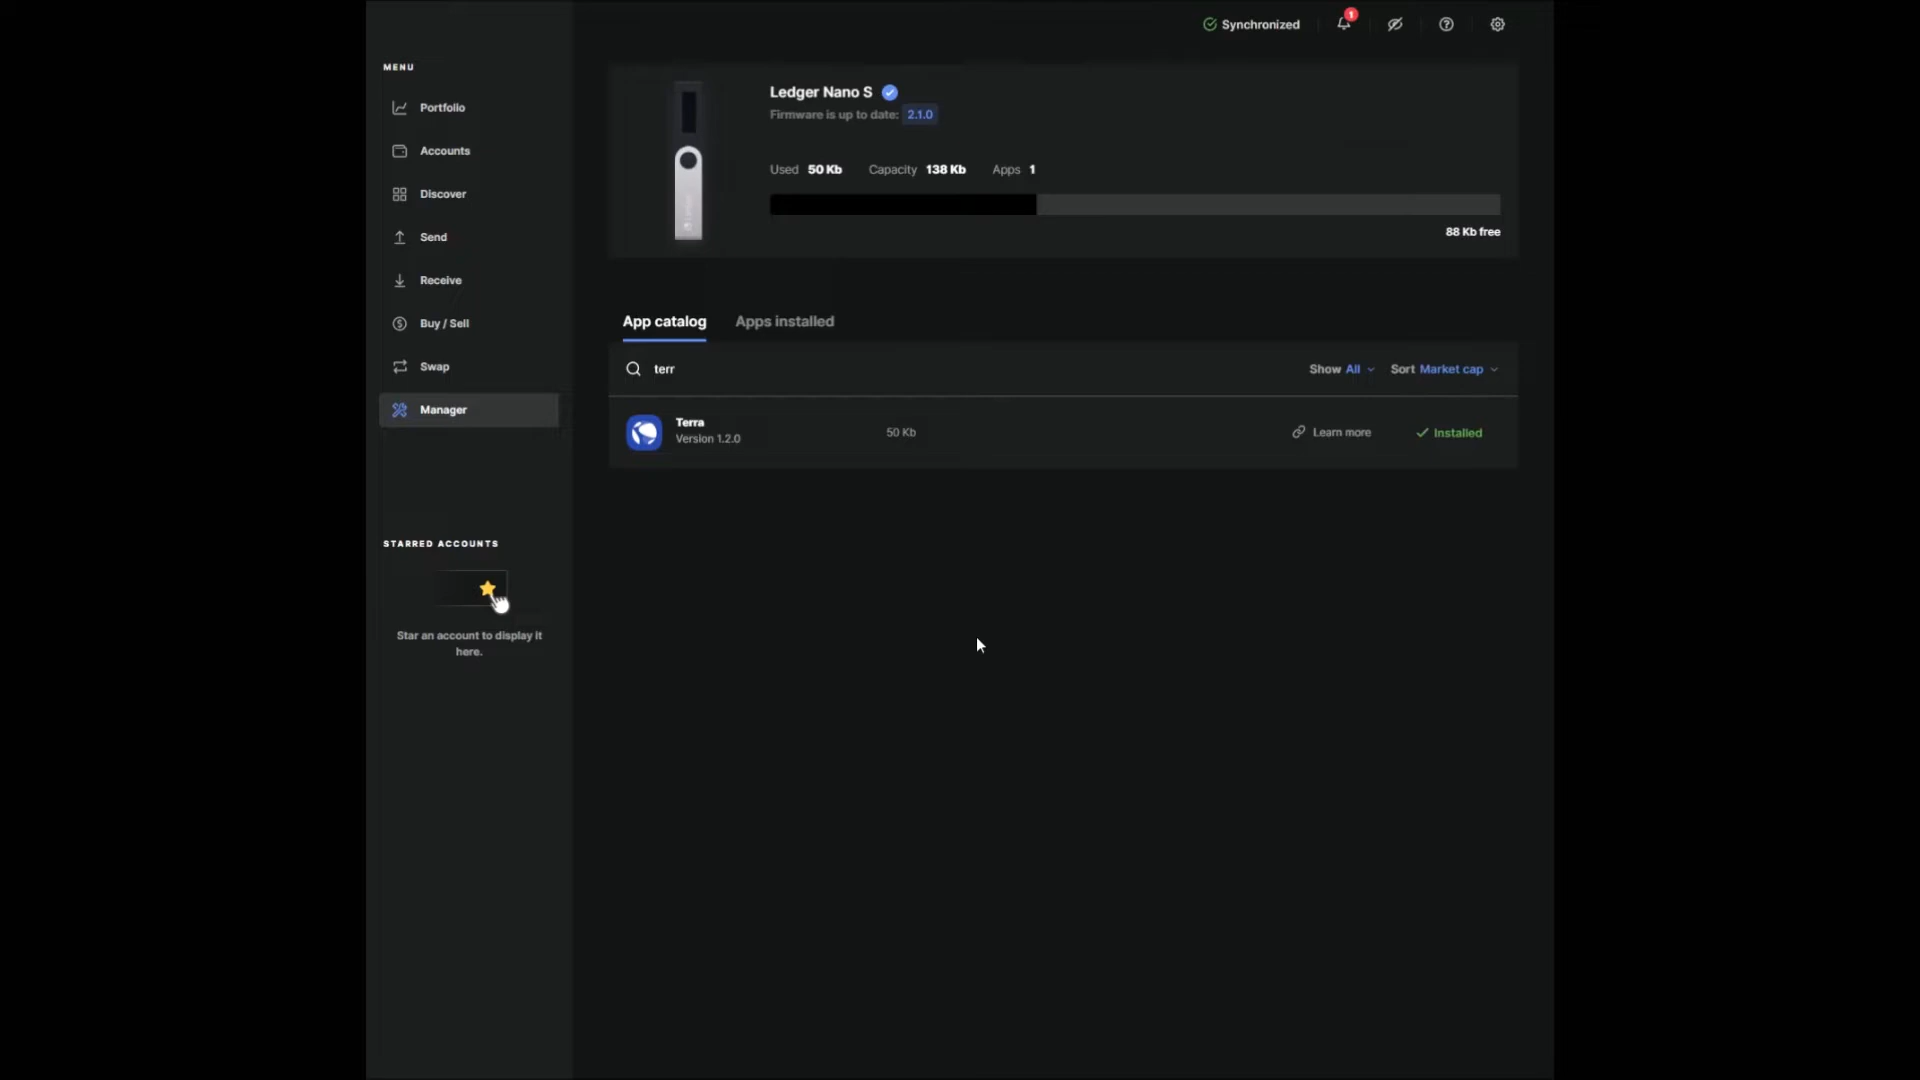 Synchronized
1
MENU
Portfolio
Accounts
Discover
Send
Receive
Buy / Sell
Swap
Manager
STARRED ACCOUNTS
Star an account to display it
here.
Ledger Nano S
Firmware is up to date: 2.1.0
Used 50 Kb Capacity 138 Kb Apps 1
88 Kb free
App catalog Apps installed
terr
Show All Sort Market cap
Terra
Version 1.2.0
50 Kb
Learn more
Installed